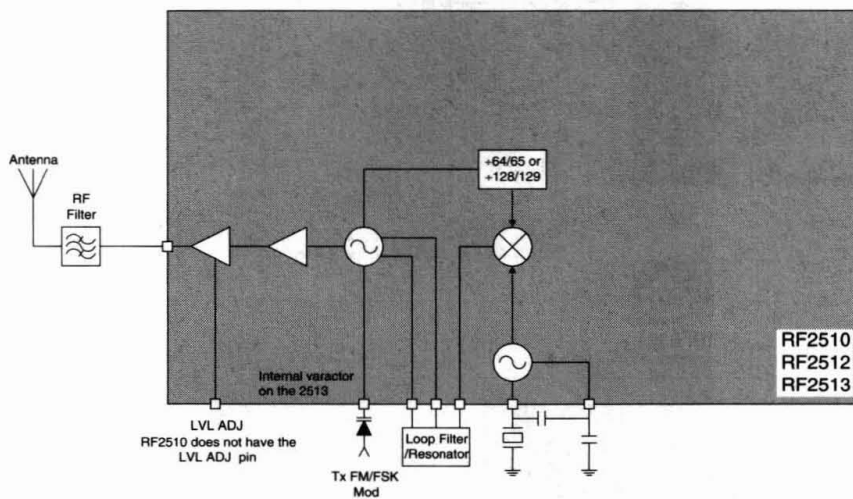 +64/65 or
+128/129
Antenna
RF
Filter
RF2510
RF2512
RF2513
Internal varactor
on the 2513
LVL ADJ
RF2510 does not have the
LVL ADJ pin
Loop Filter
/Resonator
Tx FM/FSK
Mod